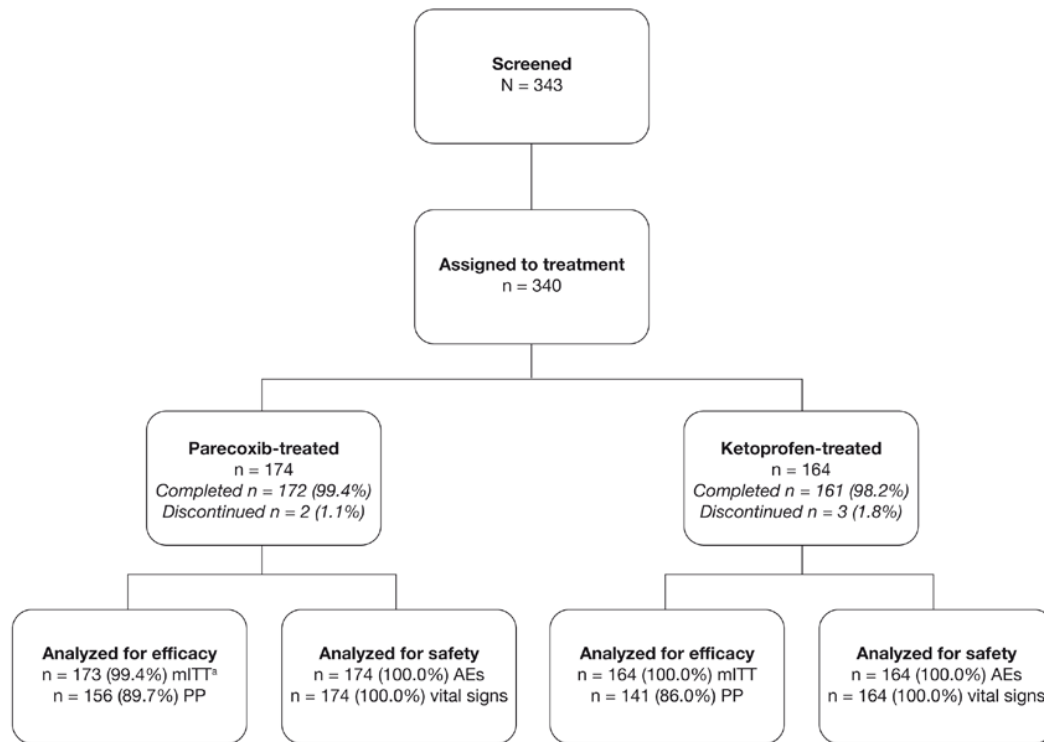 Screened
N = 343
Assigned to treatment
n = 340
Parecoxib-treated
n = 174
Completed n = 172 (99.4%)
Discontinued n = 2 (1.1%)
Ketoprofen-treated
n = 164
Completed n = 161 (98.2%)
Discontinued n = 3 (1.8%)
Analyzed for efficacy
n = 173 (99.4%) mITTᵃ
n = 156 (89.7%) PP
Analyzed for safety
n = 174 (100.0%) AEs
n = 174 (100.0%) vital signs
Analyzed for efficacy
n = 164 (100.0%) mITT
n = 141 (86.0%) PP
Analyzed for safety
n = 164 (100.0%) AEs
n = 164 (100.0%) vital signs